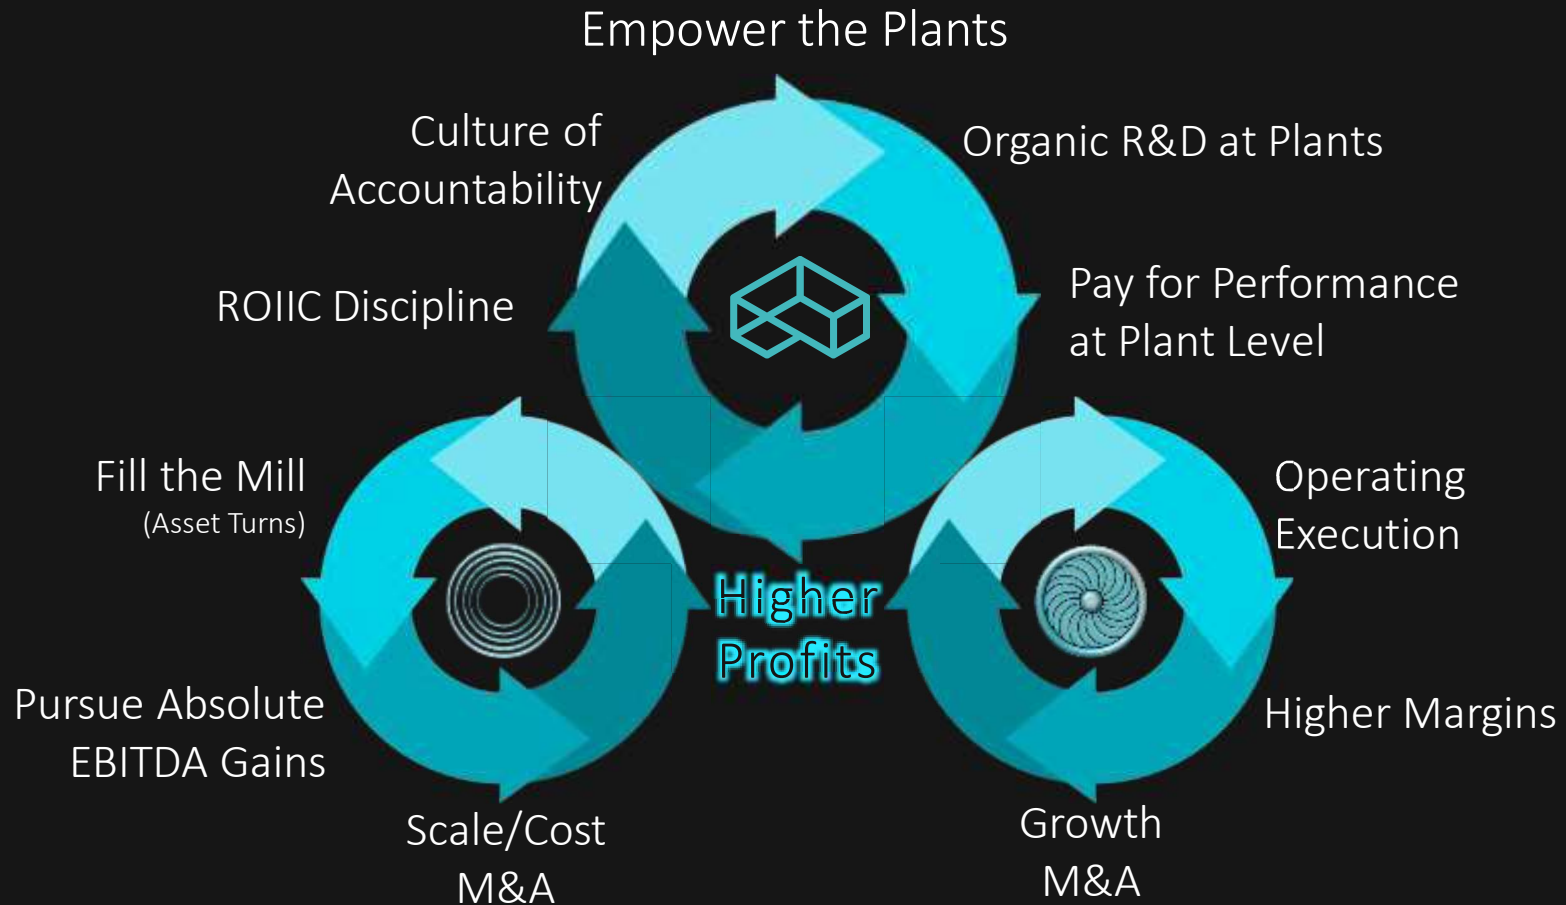 Empower the Plants
Culture of
Accountability
Organic R&D at Plants
ROIIC Discipline
Pay for Performance
at Plant Level
Fill the Mill
(Asset Turns)
Operating
Execution
Higher
Profits
Pursue Absolute
EBITDA Gains
Higher Margins
Scale/Cost
M&A
Growth
M&A